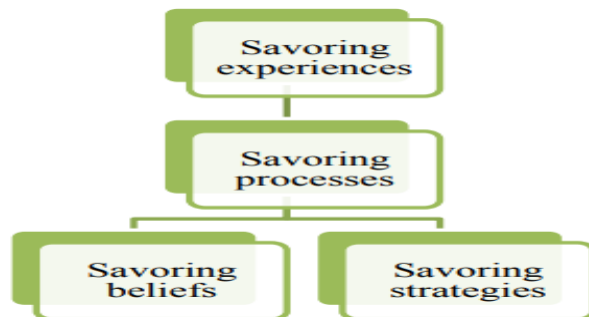 Savoring
experiences
Savoring
processes
Savoring
beliefs
Savoring
strategies